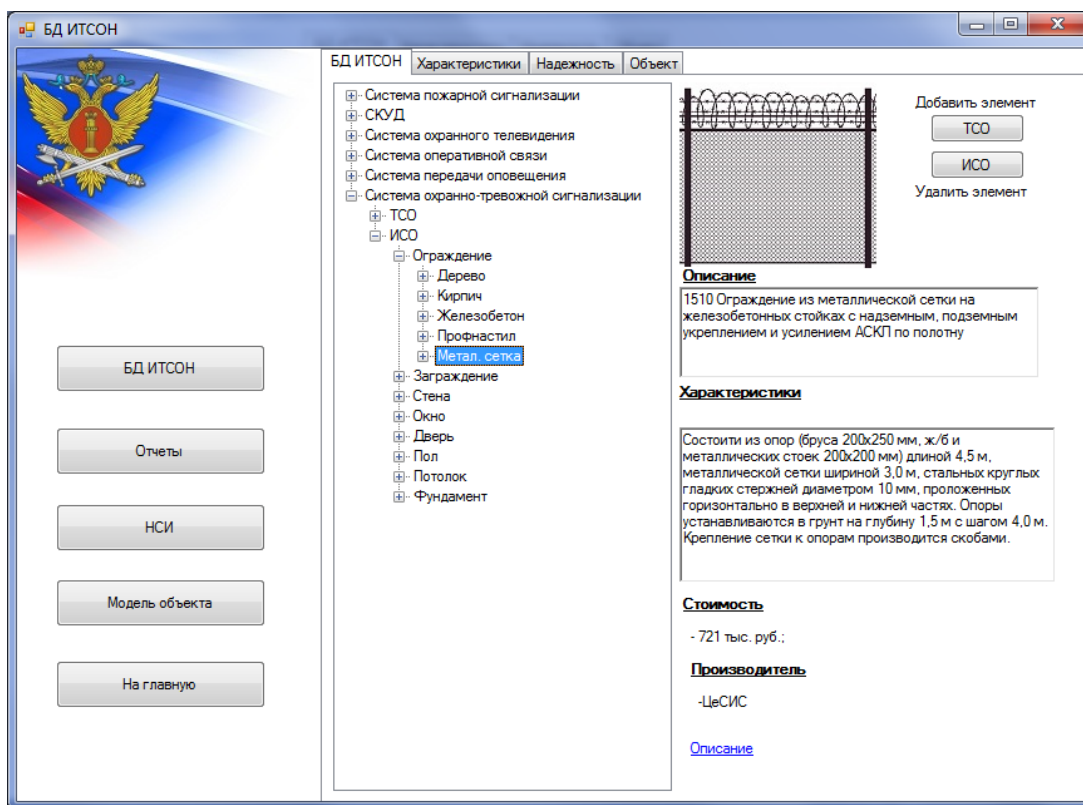 БД ИТСОН
БД ИТСОН
Характеристики
Надежность
Объект
Система пожарной сигнализации
СКУД
Система охранного телевидения
Система оперативной связи
Система передачи оповещения
Система охранно-тревожной сигнализации
ТСО
ИСО
Ограждение
Дерево
Кирпич
Железобетон
Профнастил
Метал. сетка
Заграждение
Стена
Окно
Дверь
Пол
Потолок
Фундамент
БД ИТСОН
Отчеты
НСИ
Модель объекта
На главную
Добавить элемент
ТСО
ИСО
Удалить элемент
Описание
1510 Ограждение из металлической сетки на
железобетонных стойках с надземным, подземным
укреплением и усилением АСКП по полотну
Характеристики
Состоити из опор (бруса 200х250 мм, ж/б и
металлических стоек 200х200 мм) длиной 4,5 м,
металлической сетки шириной 3,0 м, стальных круглых
гладких стержней диаметром 10 мм, проложенных
горизонтально в верхней и нижней частях. Опоры
устанавливаются в грунт на глубину 1,5 м с шагом 4,0 м.
Крепление сетки к опорам производится скобами.
Стоимость
- 721 тыс. руб.;
Производитель
-ЦеСИС
Описание